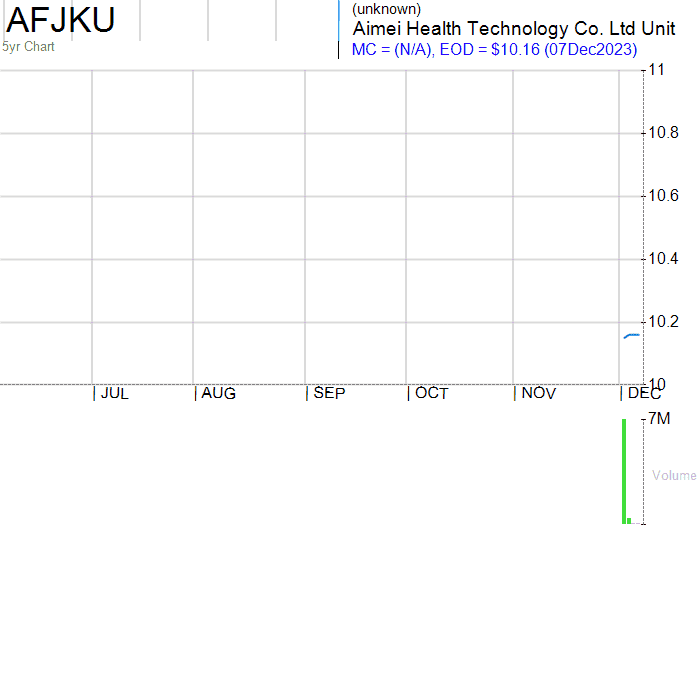 AFJKU
5yr Chart
(unknown)
Aimei Health Technology Co. Ltd Unit
MC = (N/A), EOD = $10.16 (07Dec2023)
11
10.8
10.6
10.4
10.2
10
JUL AUG SEP OCT NOV DEC
7M
Volume